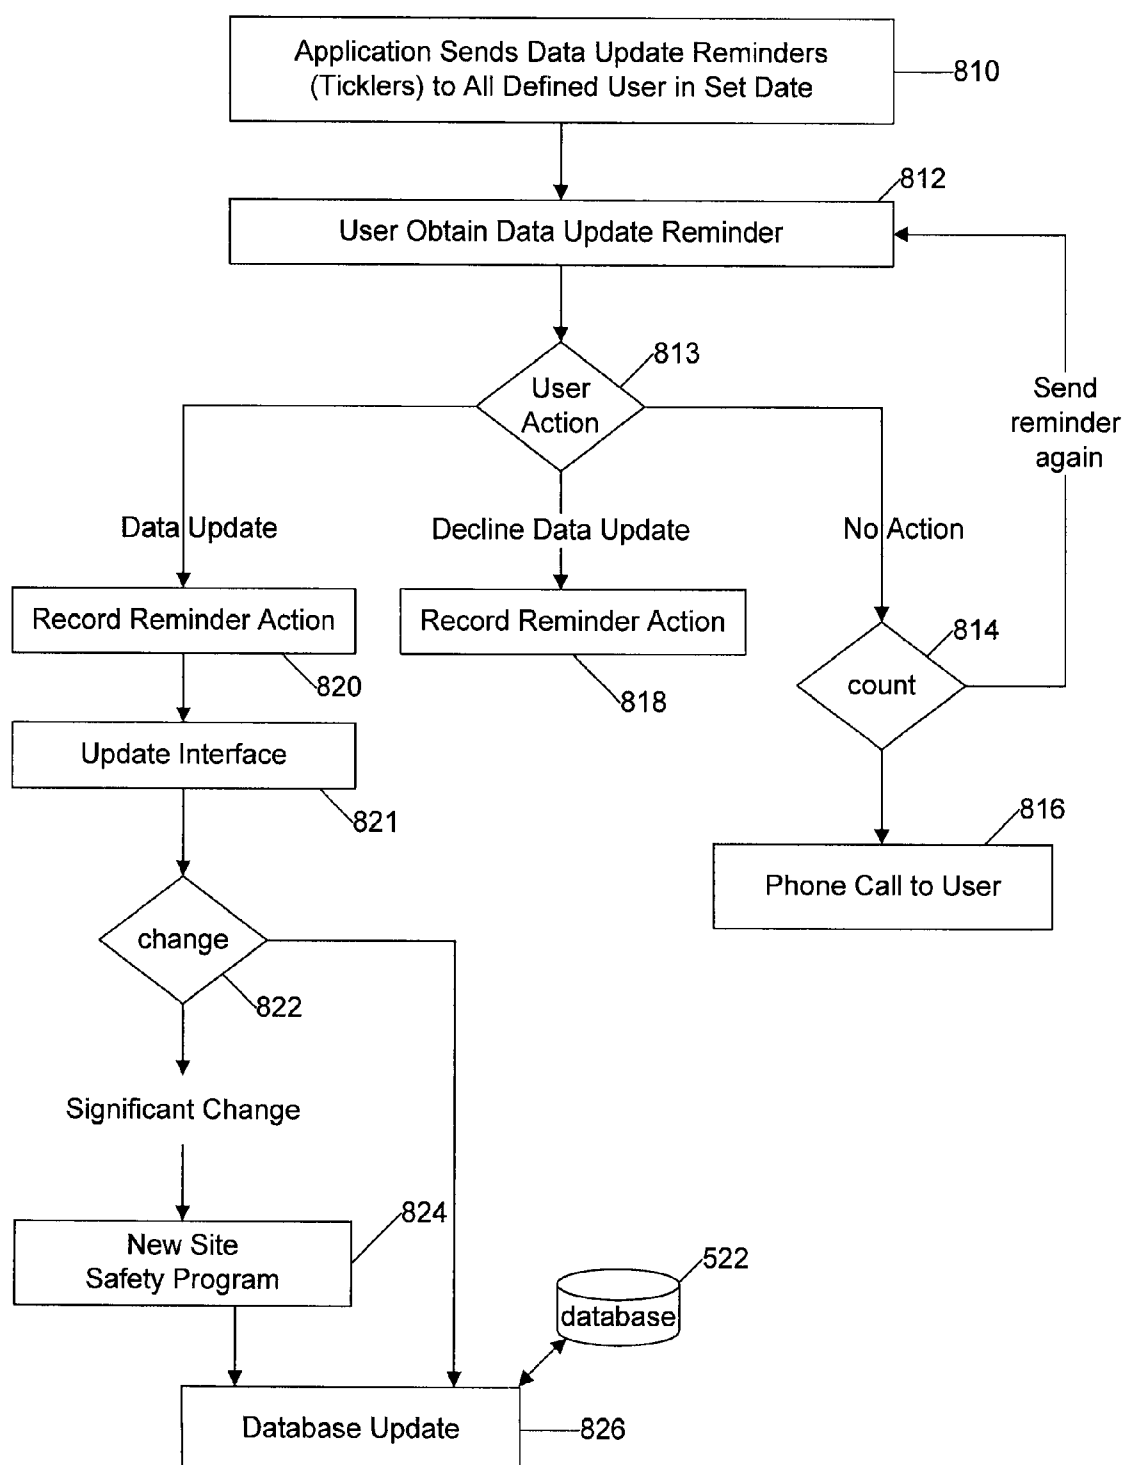 Application Sends Data Update Reminders
(Ticklers) to All Defined User in Set Date
810
812
User Obtain Data Update Reminder
813
User
Action
Send
reminder
again
Data Update
Decline Data Update
No Action
Record Reminder Action
Record Reminder Action
814
count
820
818
Update Interface
821
816
Phone Call to User
change
822
Significant Change
824
New Site
Safety Program
522
database
Database Update
826